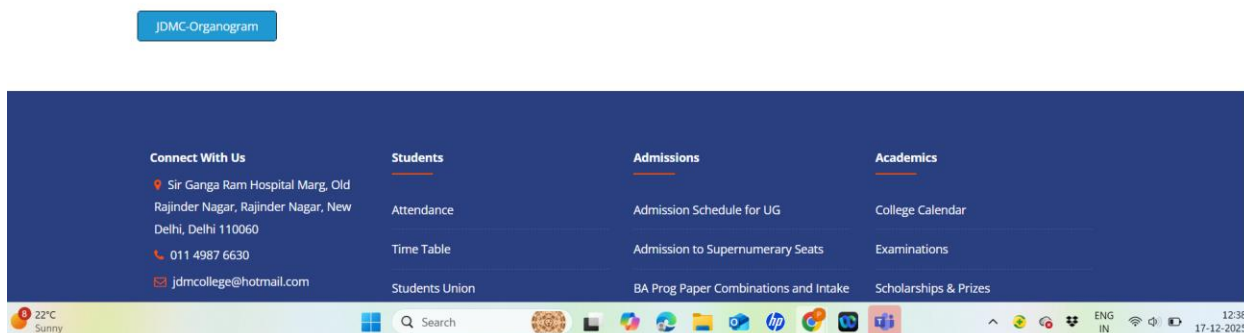 JDMC-Organogram
Connect With Us
Sir Ganga Ram Hospital Marg, Old
Rajinder Nagar, Rajinder Nagar, New
Delhi, Delhi 110060
011 4987 6630
jdmcollege@hotmail.com
Students
Attendance
Time Table
Students Union
Admissions
Admission Schedule for UG
Admission to Supernumerary Seats
BA Prog Paper Combinations and Intake
Academics
College Calendar
Examinations
Scholarships & Prizes
8
22°C
Sunny
Search
hp
ENG
IN
12:38
17-12-2025